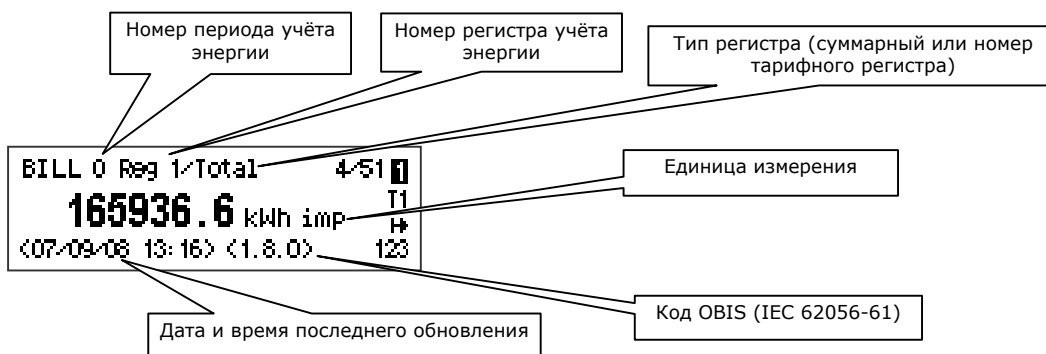 Номер периода учёта
энергии
Номер регистра учёта
энергии
Тип регистра (суммарный или номер
тарифного регистра)
BILL 0 Reg 1/Total 4/51 1
165936.6 kWh imp T1
(07/09/08 13:16) (1.8.0) 123
Единица измерения
Код OBIS (IEC 62056-61)
Дата и время последнего обновления